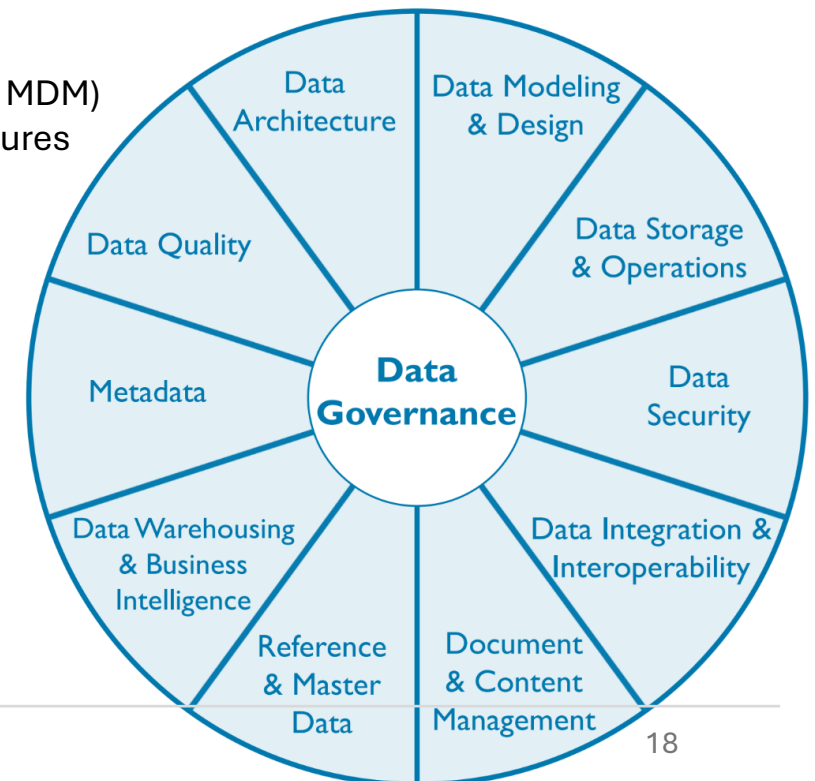 MDM)
ures
Data
Architecture
Data Modeling
& Design
Data Storage
& Operations
Data
Security
Data Integration &
Interoperability
Document
& Content
Management
Reference
& Master
Data
Data Warehousing
& Business
Intelligence
Metadata
Data Quality
Data
Governance
18